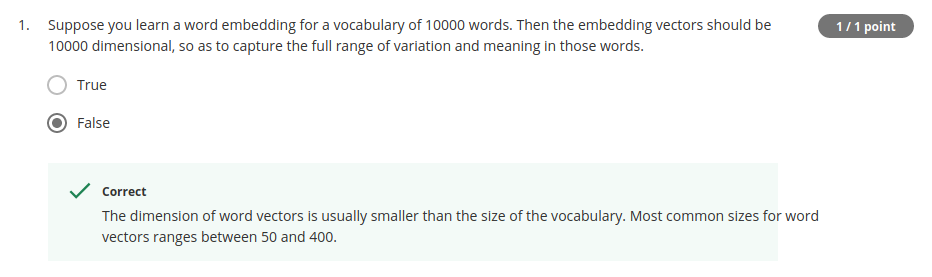 1. Suppose you learn a word embedding for a vocabulary of 10000 words. Then the embedding vectors should be
1 / 1 point
10000 dimensional, so as to capture the full range of variation and meaning in those words.
True
False
Correct
The dimension of word vectors is usually smaller than the size of the vocabulary. Most common sizes for word
vectors ranges between 50 and 400.